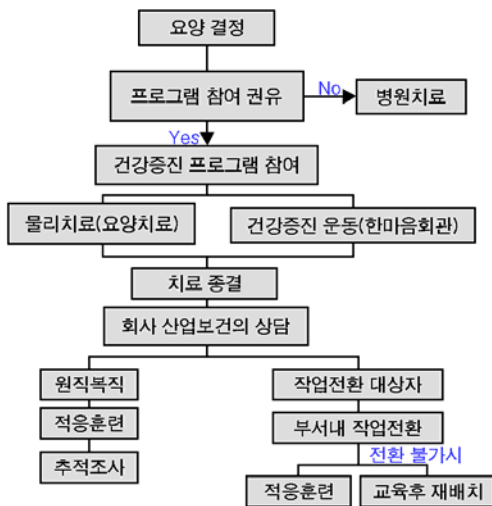 요양 결정
프로그램 참여 권유
No
병원치료
Yes
건강증진 프로그램 참여
물리치료(요양치료)
건강증진 운동(한마음회관)
치료 종결
회사 산업보건의 상담
원직복직
작업전환 대상자
적응훈련
부서내 작업전환
추적조사
전환 불가시
적응훈련
교육후 재배치